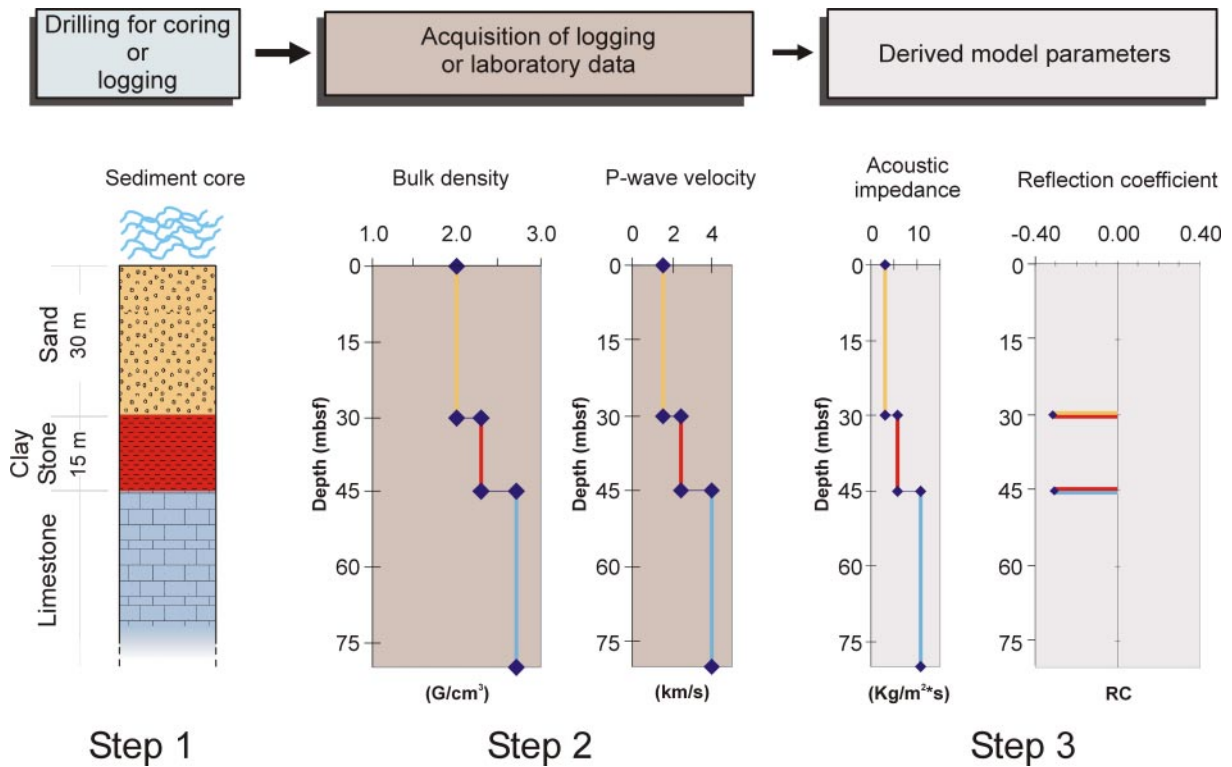 Drilling for coring
or
logging
Acquisition of logging
or laboratory data
Derived model parameters
Sediment core
Sand
30 m
Clay
Stone
15 m
Limestone
Bulk density
1.0 2.0 3.0
0
15
30
45
60
75
Depth (mbsf)
(G/cm³)
P-wave velocity
0 2 4
0
15
30
45
60
75
Depth (mbsf)
(km/s)
Acoustic
impedance
0 10
0
15
30
45
60
75
Depth (mbsf)
(Kg/m²*s)
Reflection coefficient
-0.40 0.00 0.40
0
15
30
45
60
75
RC
Step 1
Step 2
Step 3